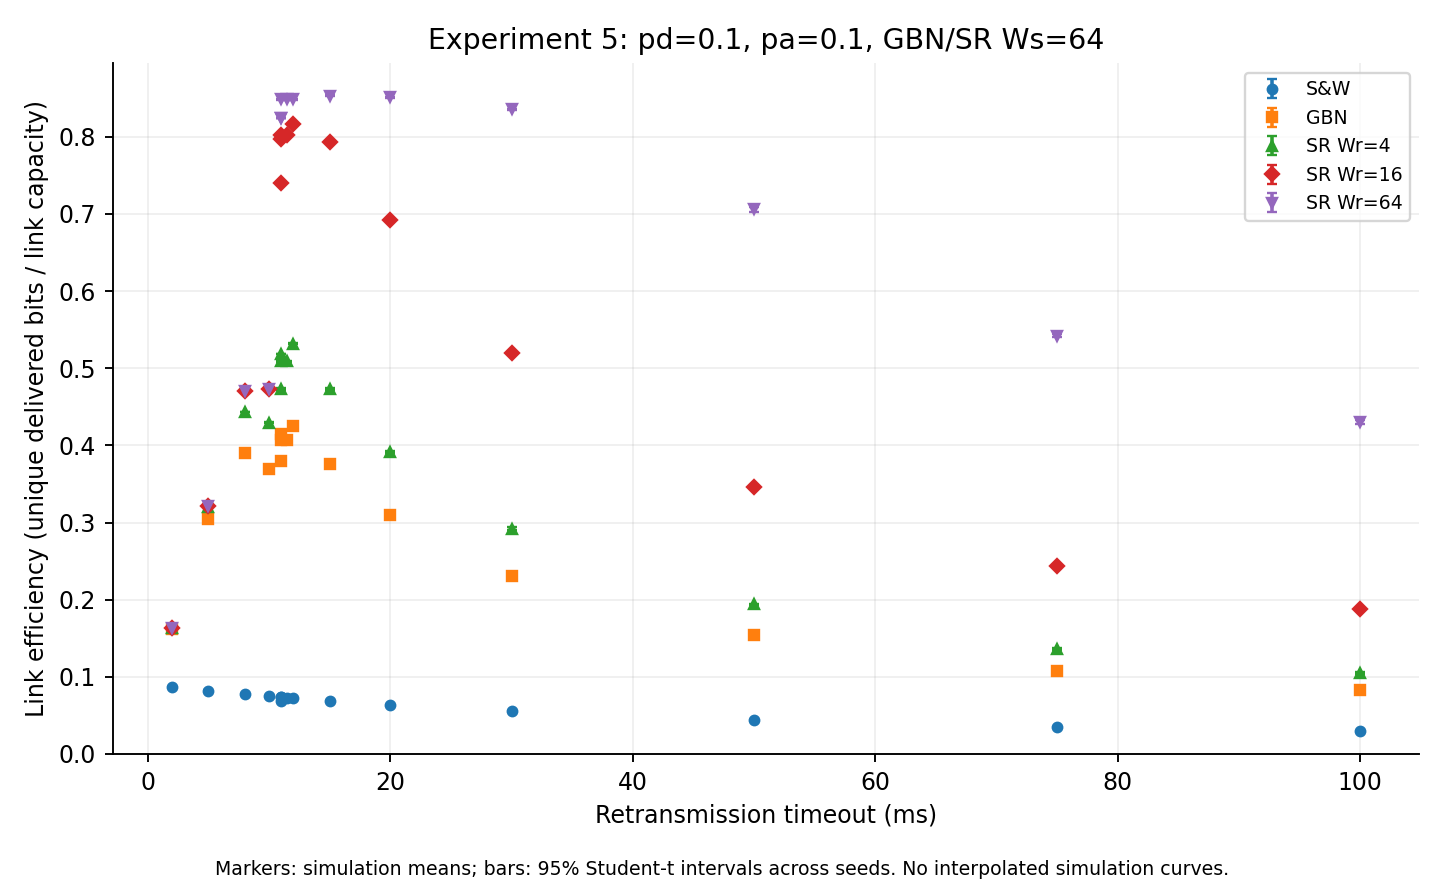 Experiment 5: pd=0.1, pa=0.1, GBN/SR Ws=64
Link efficiency (unique delivered bits / link capacity)
0.8
0.7
0.6
0.5
0.4
0.3
0.2
0.1
0.0
S&W
GBN
SR Wr=4
SR Wr=16
SR Wr=64
0
20
40
60
80
100
Retransmission timeout (ms)
Markers: simulation means; bars: 95% Student-t intervals across seeds. No interpolated simulation curves.